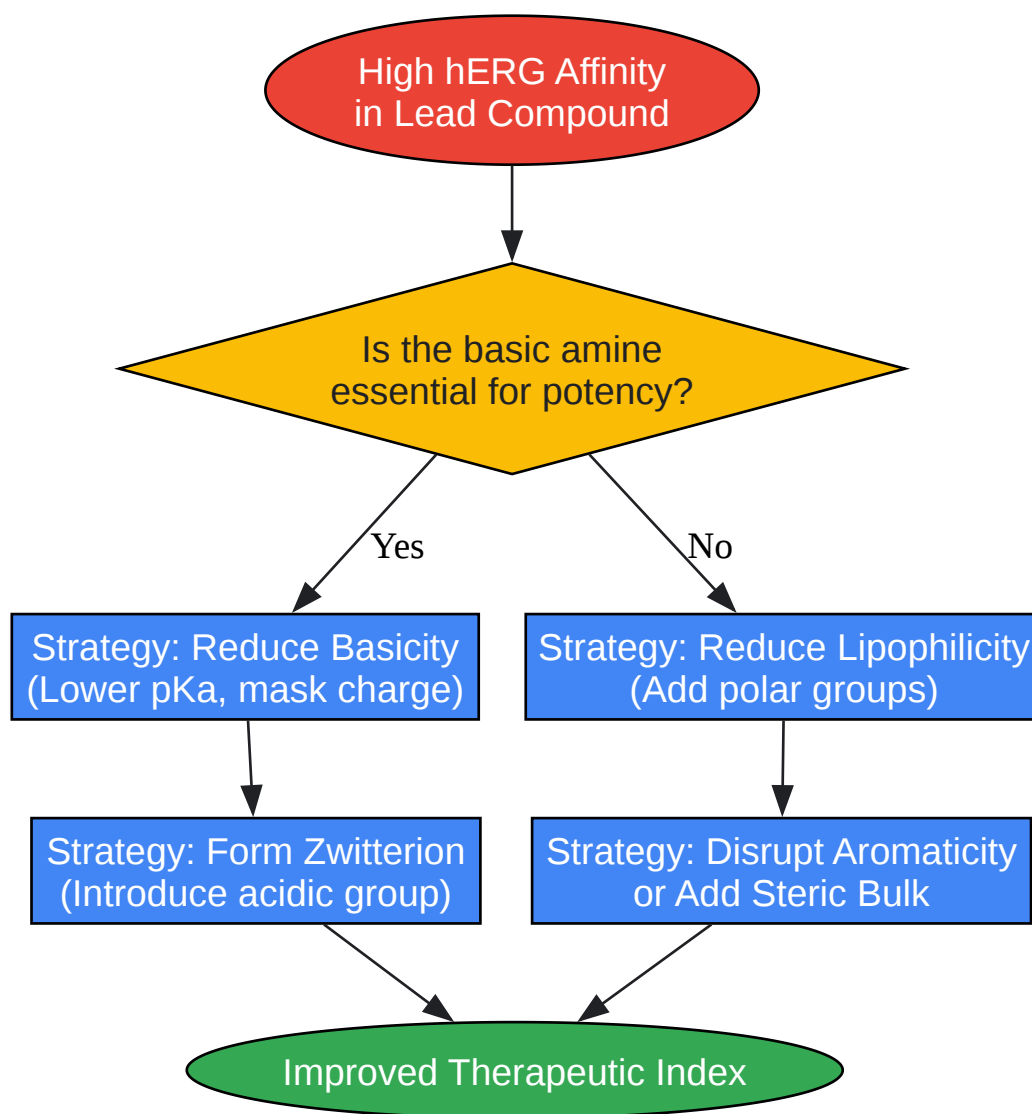 High hERG Affinity
in Lead Compound
Is the basic amine
essential for potency?
Yes
No
Strategy: Reduce Basicity
(Lower pKa, mask charge)
Strategy: Reduce Lipophilicity
(Add polar groups)
Strategy: Form Zwitterion
(Introduce acidic group)
Strategy: Disrupt Aromaticity
or Add Steric Bulk
Improved Therapeutic Index